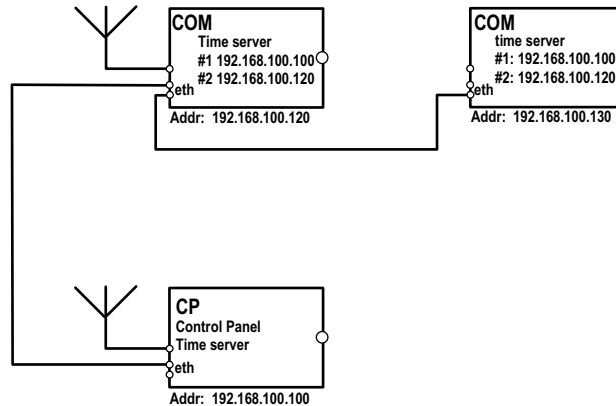 COM
Time server
#1 192.168.100.100
#2 192.168.100.120
eth
Addr: 192.168.100.120
COM
time server
#1: 192.168.100.100
#2: 192.168.100.120
eth
Addr: 192.168.100.130
CP
Control Panel
Time server
eth
Addr: 192.168.100.100